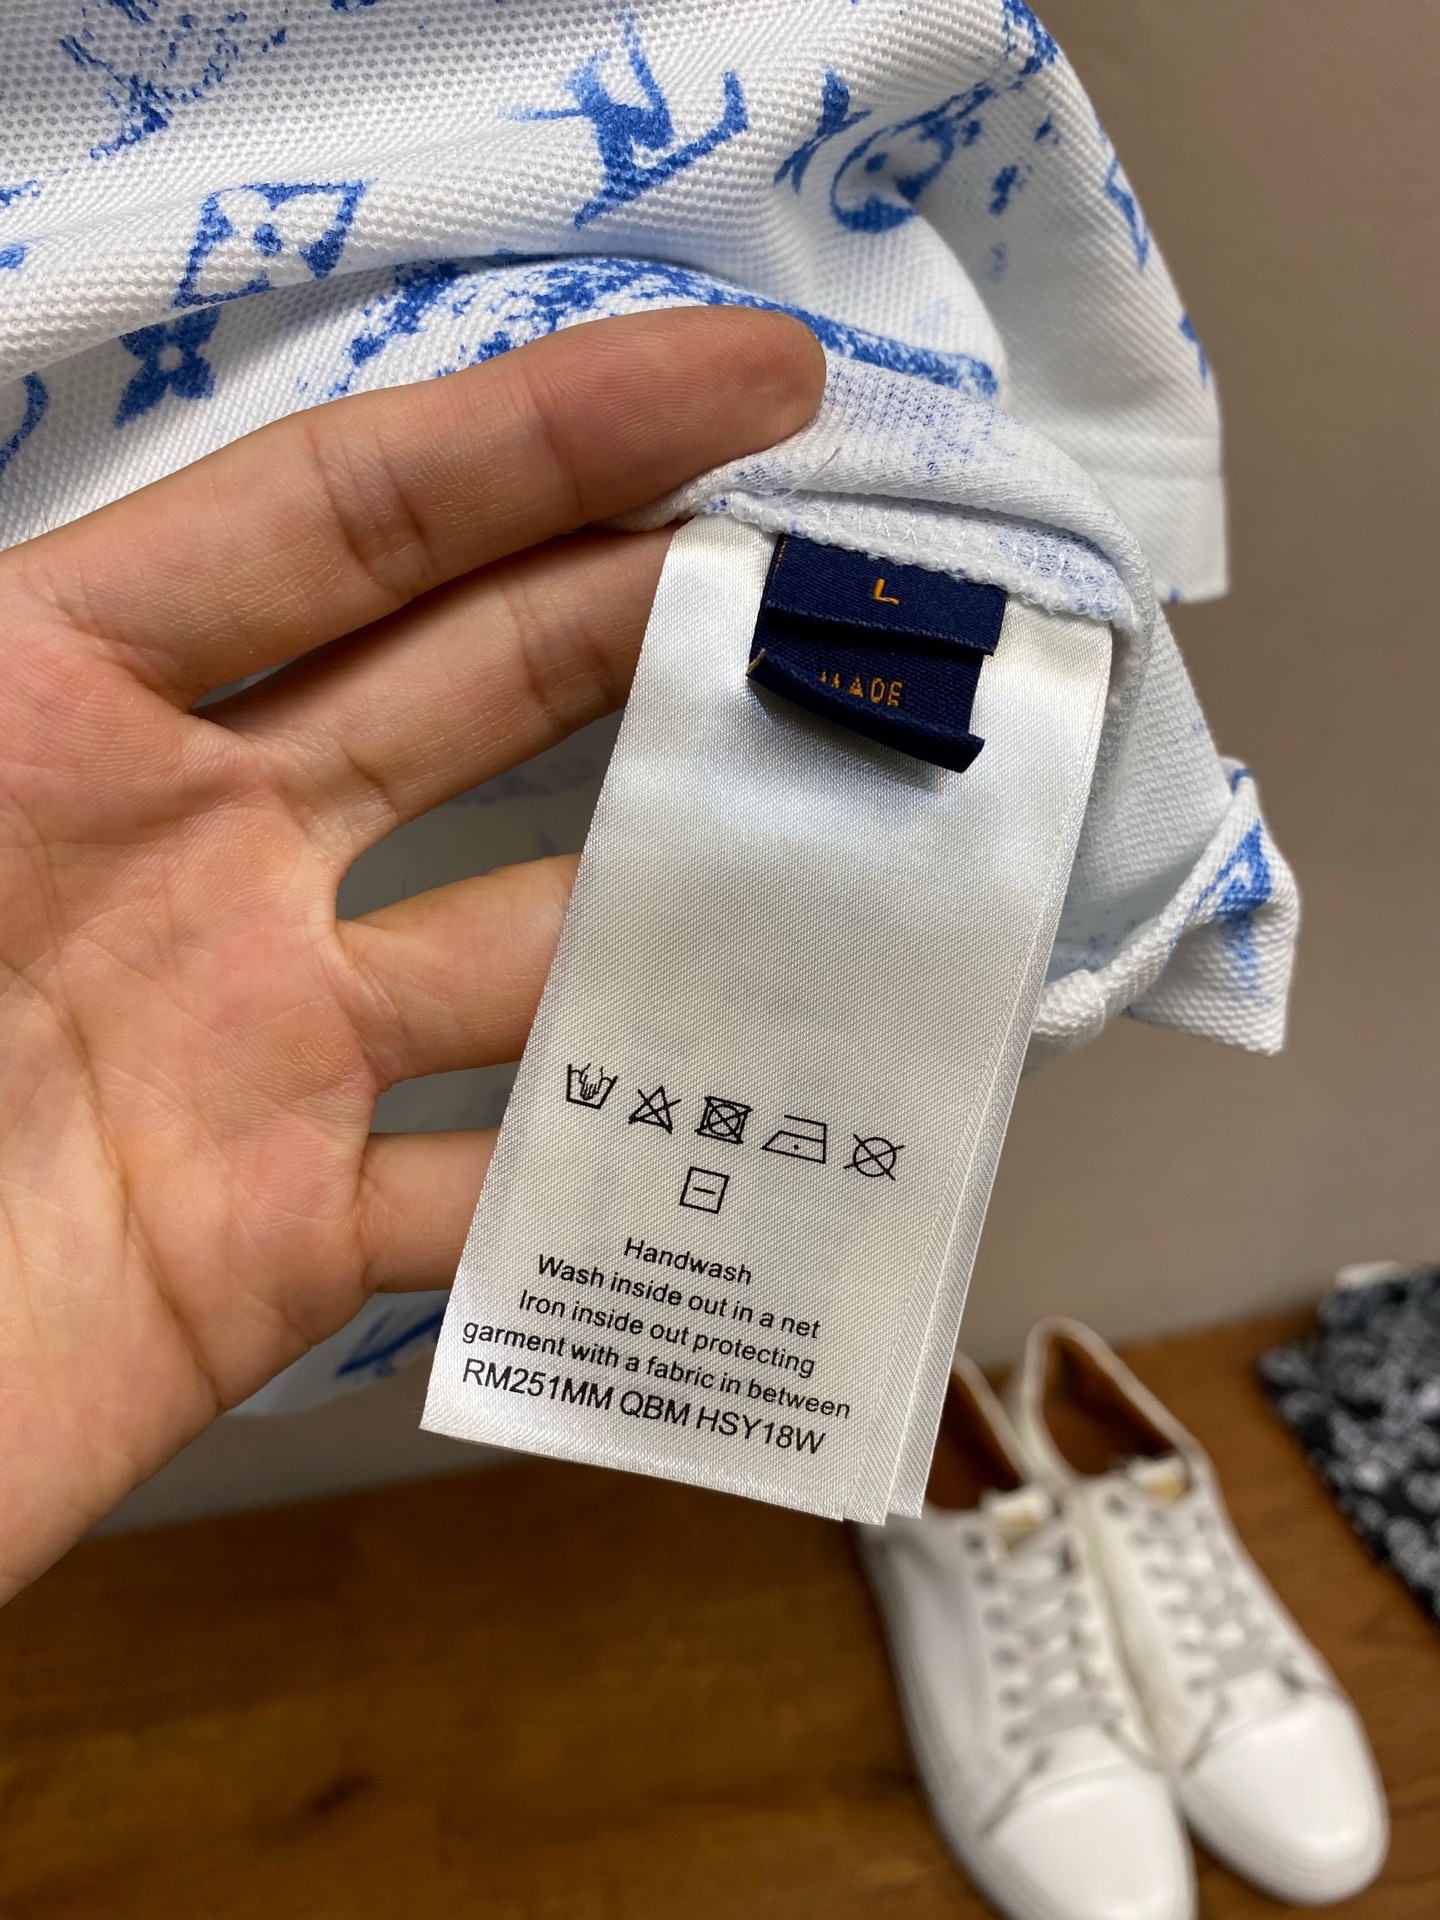 L
MADE
Handwash
Wash inside out in a net
Iron inside out protecting
garment with a fabric in between
RM251MM QBM HSY18W